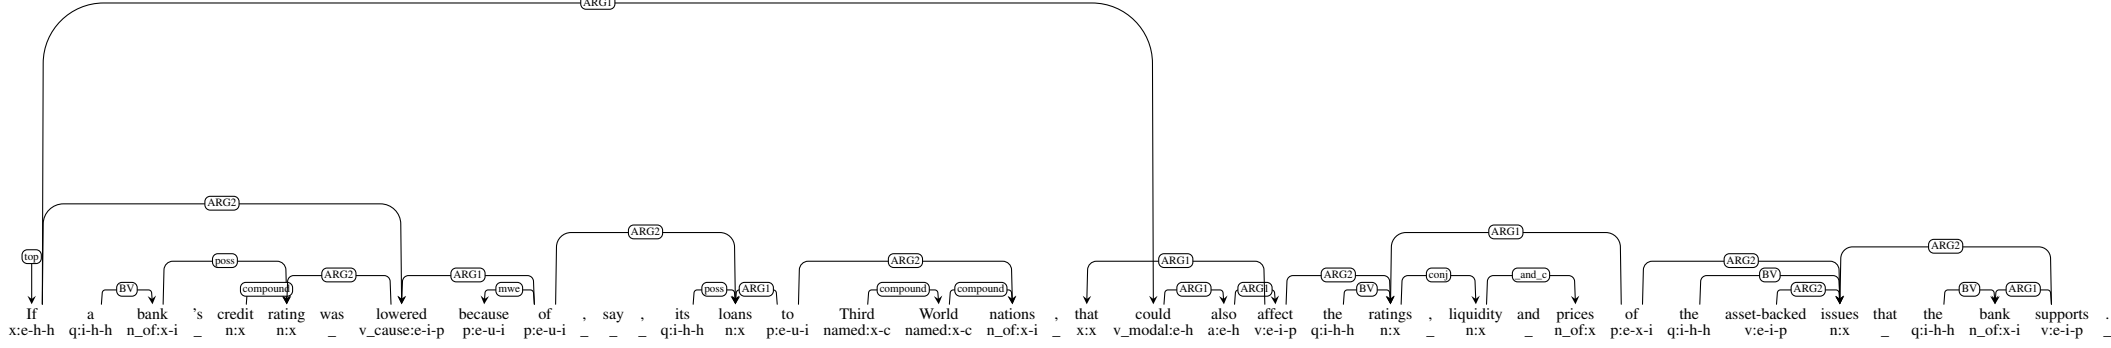 ARG1
ARG2
ARG2 ARG1
top poss ARG2 ARG1 ARG2 BV
ARG2 ARG1 ARG2 conj _and_c BV
BV compound mwe poss ARG1 compound compound ARG1 ARG1 BV ARG2 BV ARG1
If a bank 's credit rating was lowered because of , say , its loans to Third World nations , that could also affect the ratings , liquidity and prices of the asset-backed issues that the bank supports .
x:e-h-h q:i-h-h n_of:x-i _ n:x n:x _ v_cause:e-i-p p:e-u-i p:e-u-i _ _ _ q:i-h-h n:x p:e-u-i named:x-c named:x-c n_of:x-i _ x:x v_modal:e-h a:e-h v:e-i-p q:i-h-h n:x _ n:x _ n_of:x p:e-x-i q:i-h-h v:e-i-p n:x _ q:i-h-h n_of:x-i v:e-i-p _